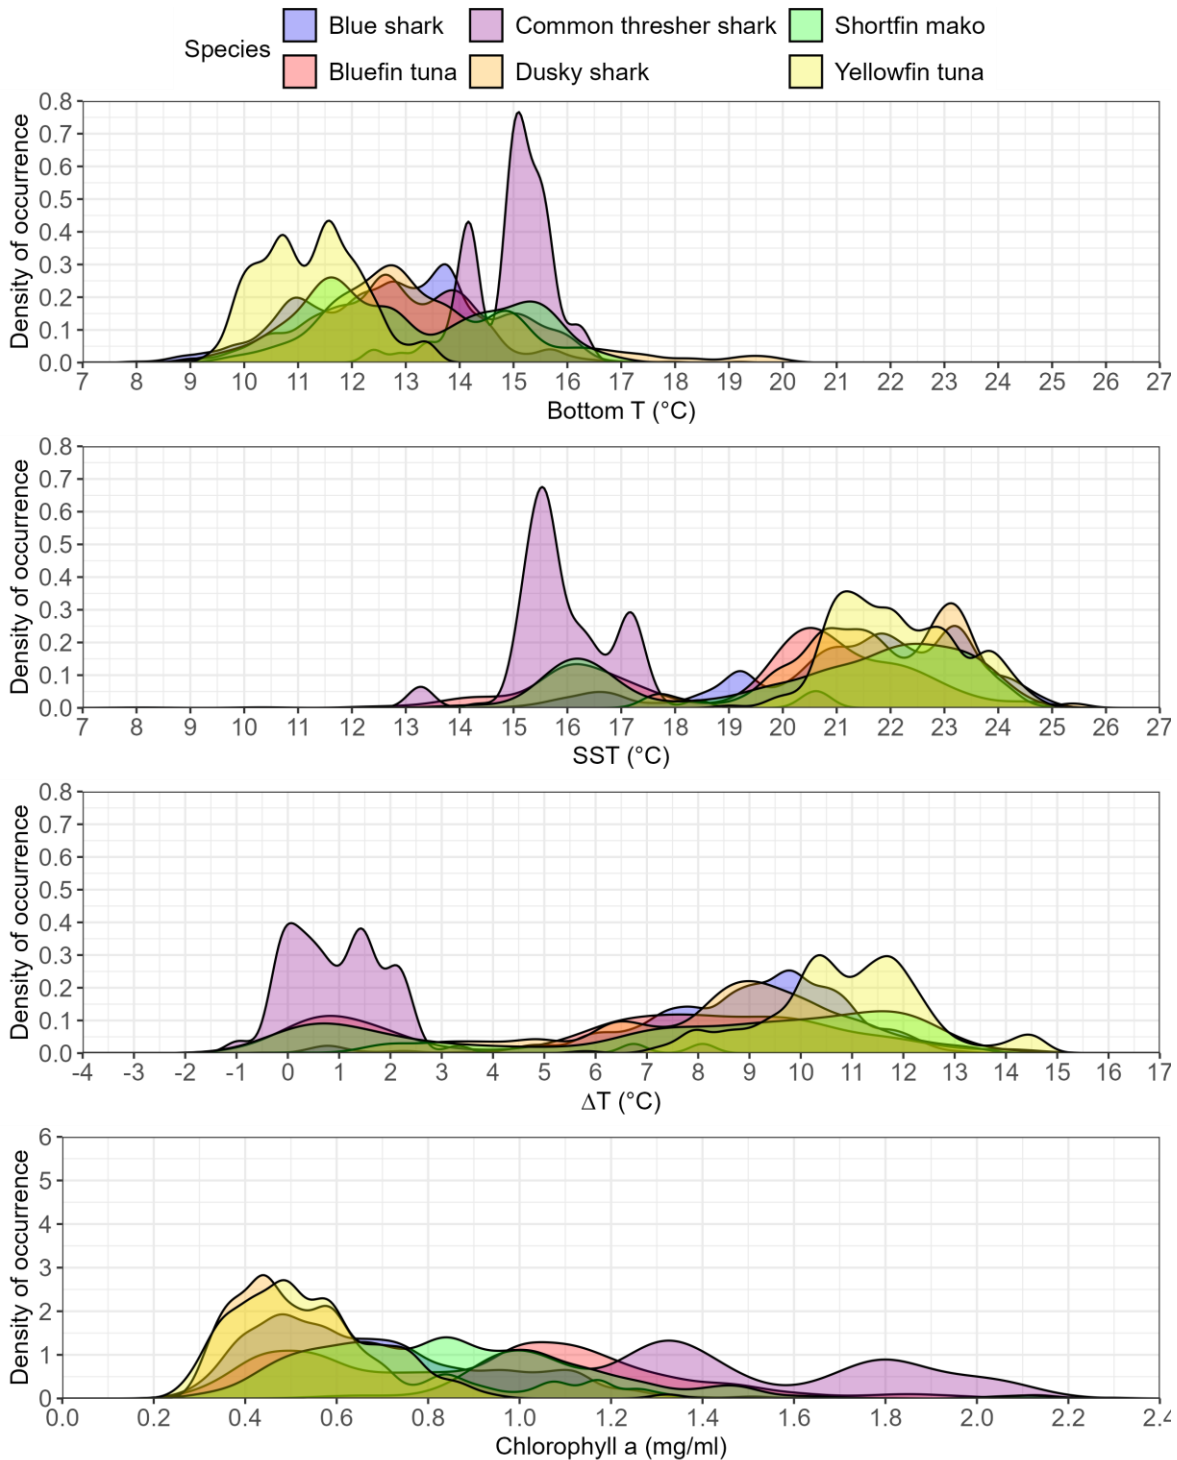 Species
Blue shark Common thresher shark Shortfin mako
Bluefin tuna Dusky shark Yellowfin tuna
Density of occurrence
0.8
0.7
0.6
0.5
0.4
0.3
0.2
0.1
0.0
7 8 9 10 11 12 13 14 15 16 17 18 19 20 21 22 23 24 25 26 27
Bottom T (°C)
Density of occurrence
0.8
0.7
0.6
0.5
0.4
0.3
0.2
0.1
0.0
7 8 9 10 11 12 13 14 15 16 17 18 19 20 21 22 23 24 25 26 27
SST (°C)
Density of occurrence
0.8
0.7
0.6
0.5
0.4
0.3
0.2
0.1
0.0
-4 -3 -2 -1 0 1 2 3 4 5 6 7 8 9 10 11 12 13 14 15 16 17
ΔT (°C)
Density of occurrence
6
5
4
3
2
1
0
0.0 0.2 0.4 0.6 0.8 1.0 1.2 1.4 1.6 1.8 2.0 2.2 2.4
Chlorophyll a (mg/ml)